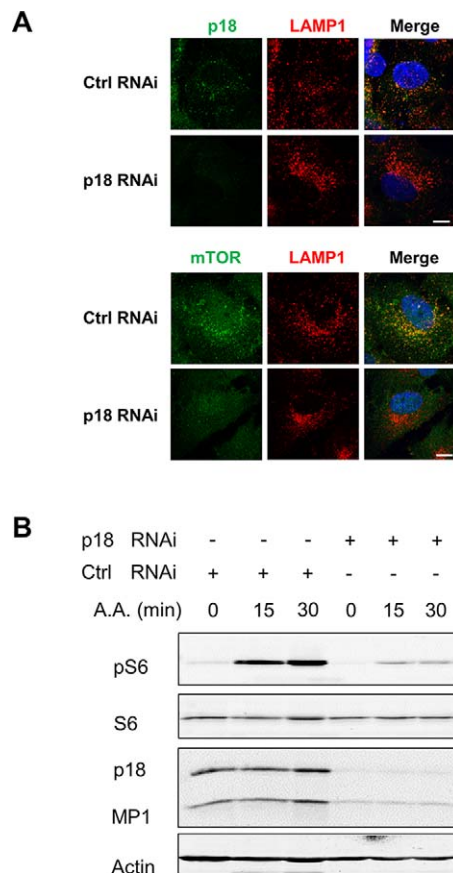 A
p18 LAMP1 Merge
Ctrl RNAi
p18 RNAi
mTOR LAMP1 Merge
Ctrl RNAi
p18 RNAi
B
p18 RNAi - - - + + +
Ctrl RNAi + + + - - -
A.A. (min) 0 15 30 0 15 30
pS6
S6
p18
MP1
Actin